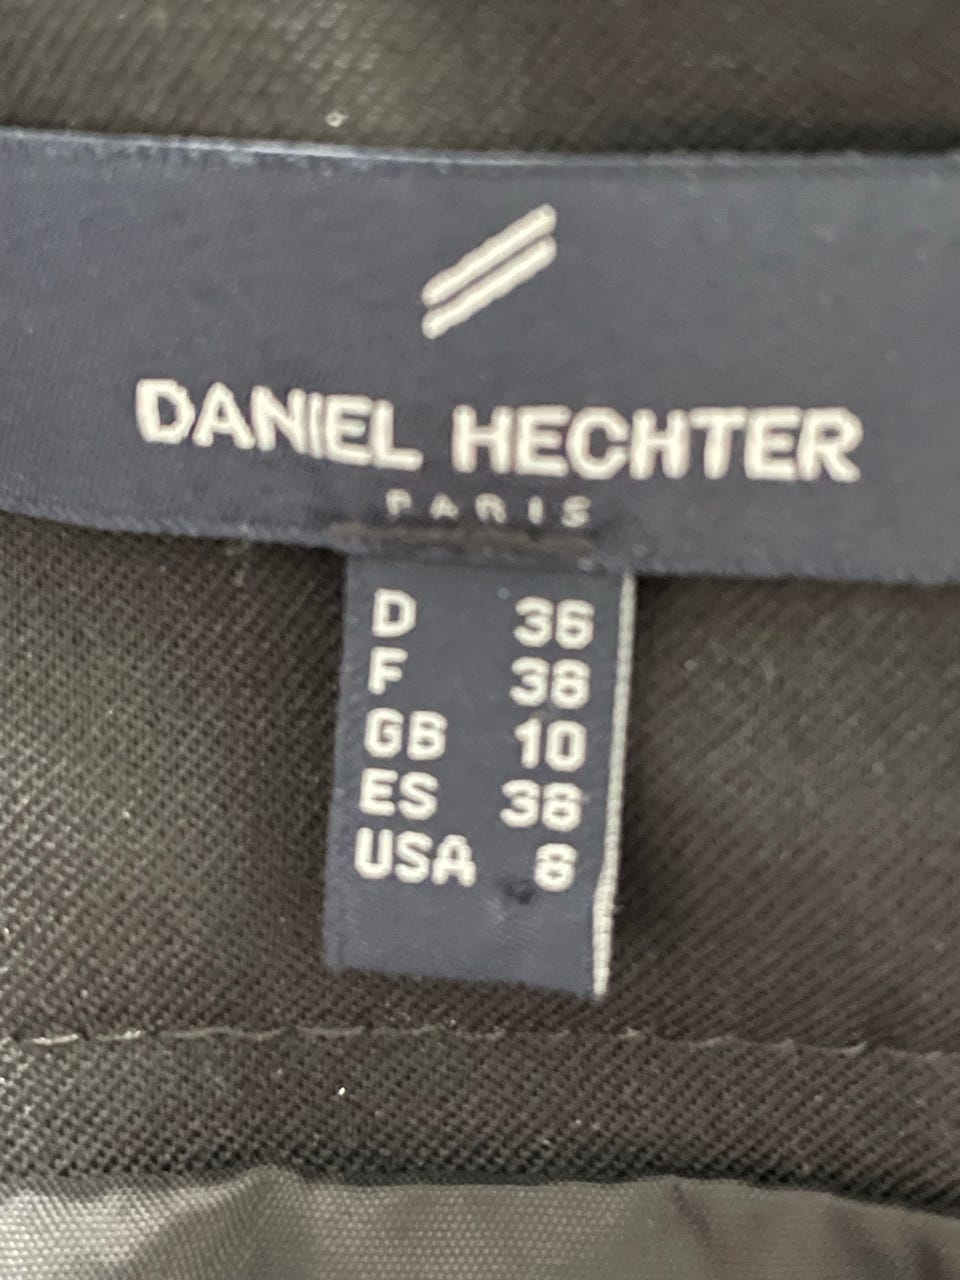 DANIEL HECHTER
PARIS
D 36
F 38
GB 10
ES 38
USA 8